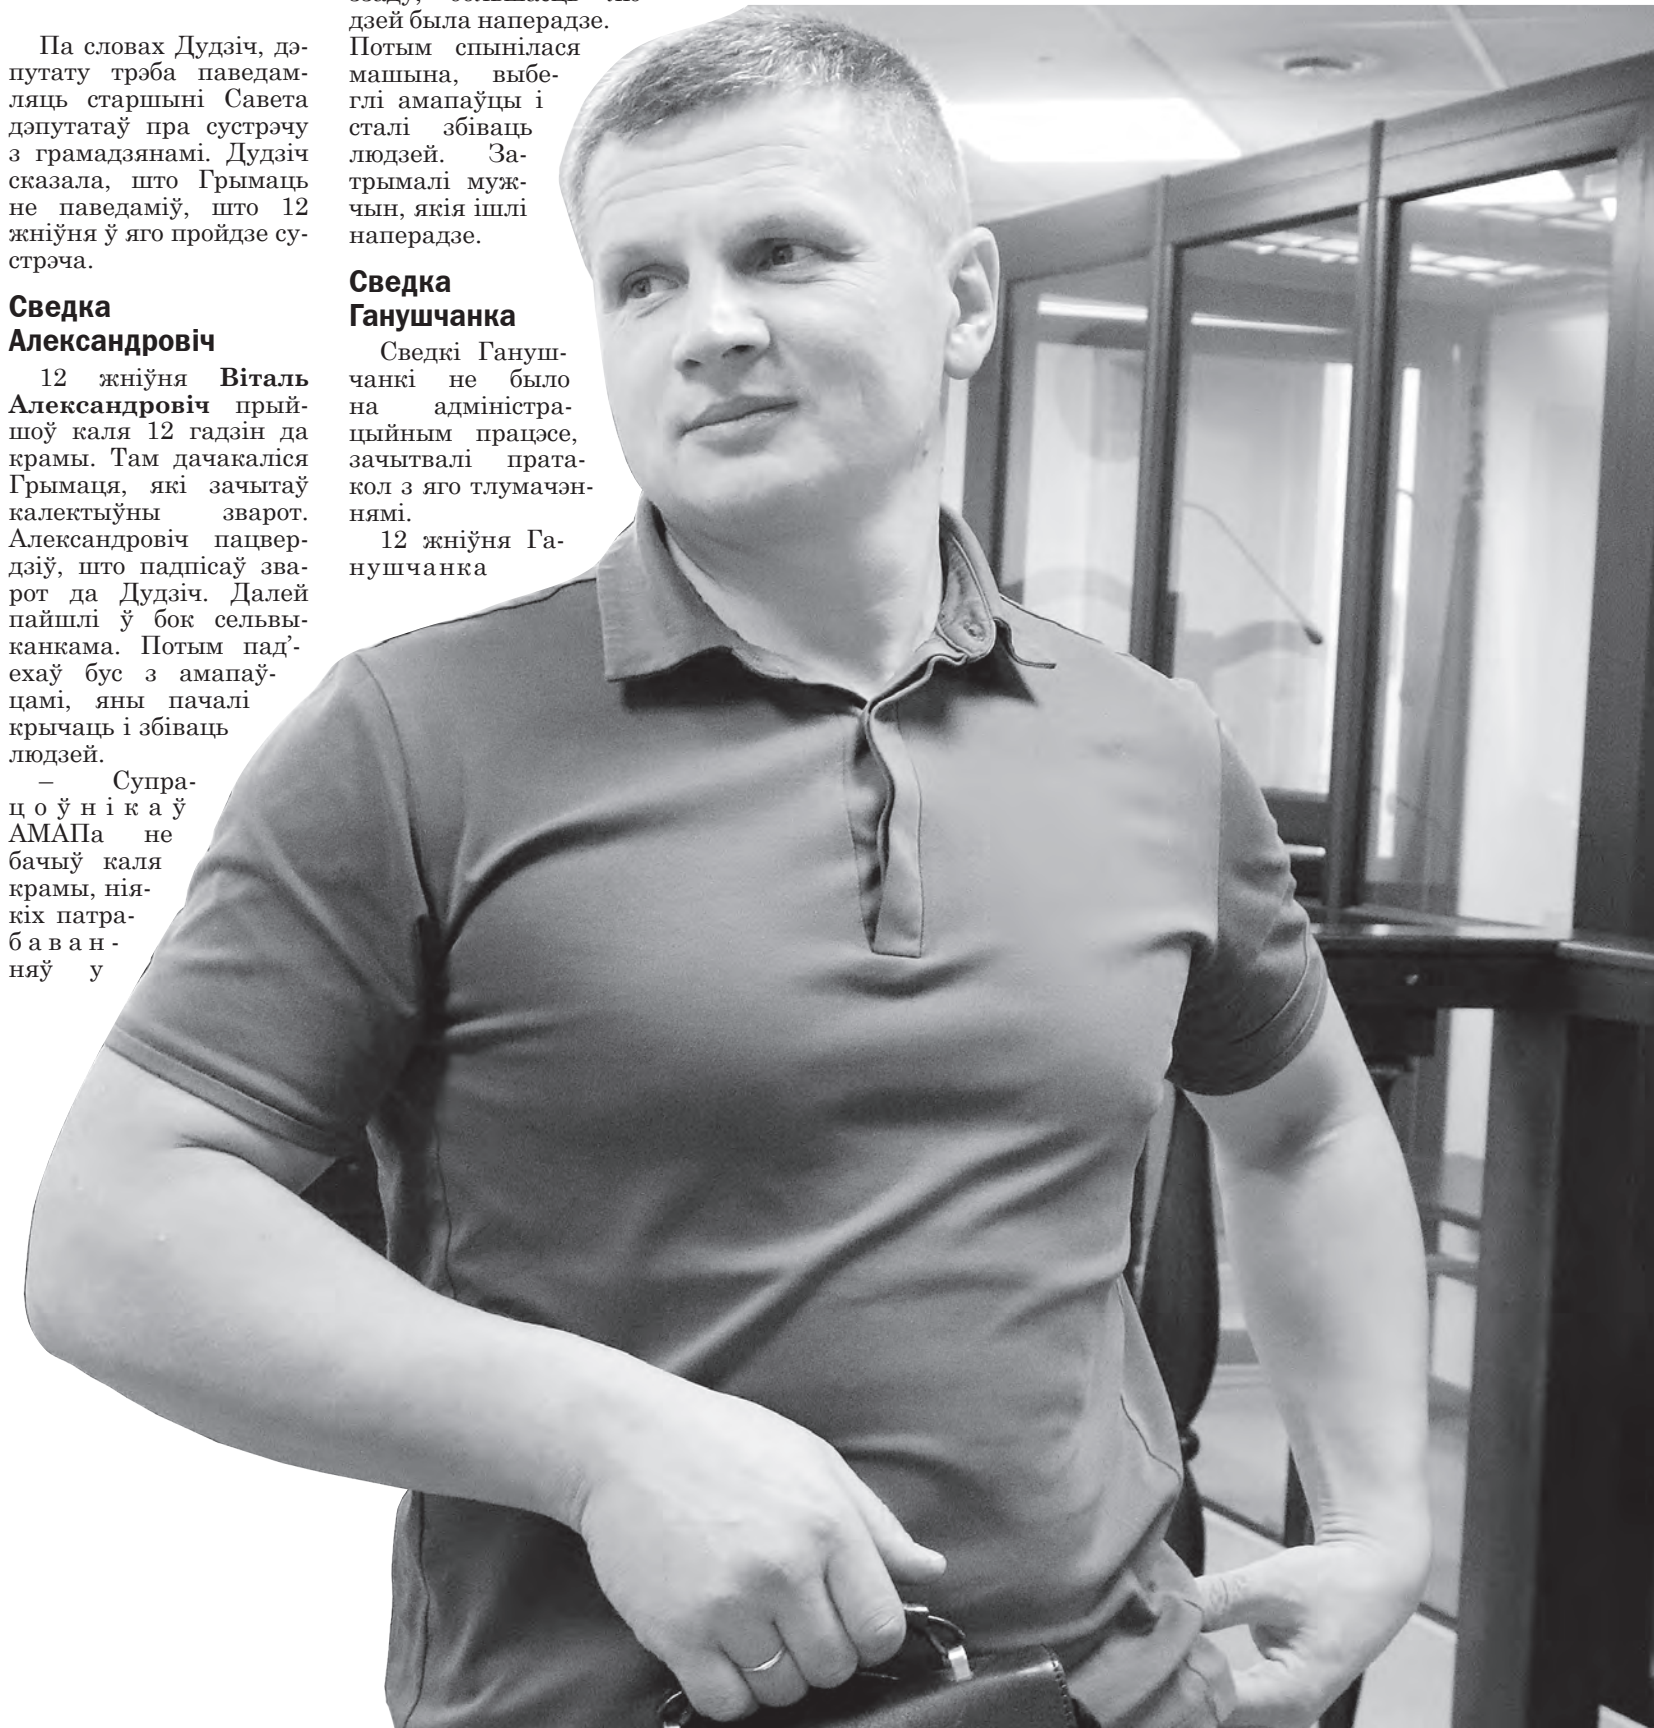 Па словах Дудзіч, дэ-
путату трэба паведам-
ляць старшыні Савета
дэпутатаў пра сустрэчу
з грамадзянамі. Дудзіч
сказала, што Грымаць
не паведаміў, што 12
жніўня ў яго пройдзе су-
стрэча.
Сведка
Александровіч
12 жніўня Віталь
Александровіч прый-
шоў каля 12 гадзін да
крамы. Там дачакаліся
Грымаця, які зачытаў
калектыўны зварот.
Александровіч пацвер-
дзіў, што падпісаў зва-
рот да Дудзіч. Далей
пайшлі ў бок сельвы-
канкама. Потым пад’-
ехаў бус з амапаў-
цамі, яны пачалі
крычаць і збіваць
людзей.
– Супра-
цоўнікаў
АМАПа не
бачыў каля
крамы, нія-
кіх патра-
баван-
няў у
дзей была наперадзе.
Потым спынілася
машына, выбе-
глі амапаўцы і
сталі збіваць
людзей. За-
трымалі муж-
чын, якія ішлі
наперадзе.
Сведка
Ганушчанка
Сведкі Гануш-
чанкі не было
на адміністра-
цыйным працэсе,
зачытвалі прата-
кол з яго тлумачэн-
нямі.
12 жніўня Га-
нушчанка